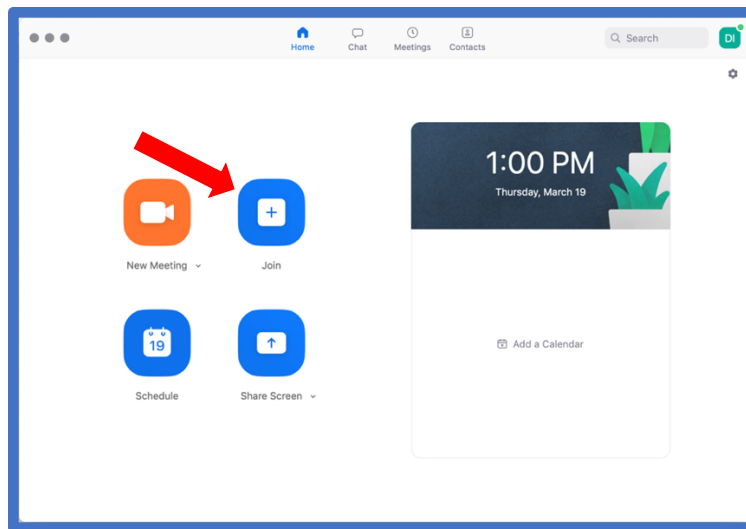 Home
Chat
Meetings
Contacts
Search
DI
1:00 PM
Thursday, March 19
New Meeting
Join
19
Schedule
Share Screen
Add a Calendar